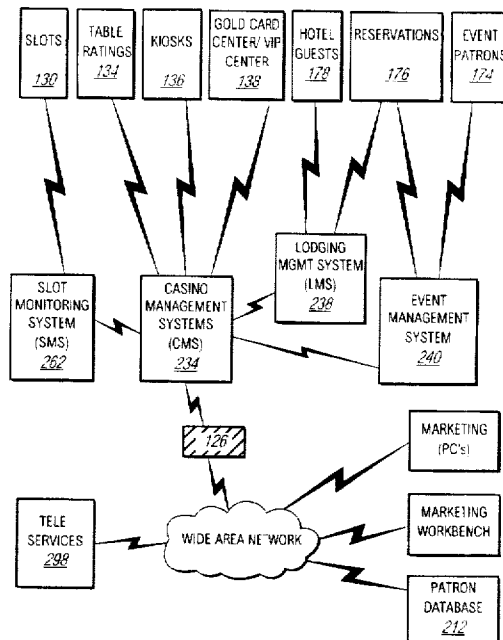 SLOTS
130
TABLE
RATINGS
134
KIOSKS
136
GOLD CARD
CENTER/ VIP
CENTER
138
HOTEL
GUESTS
178
RESERVATIONS
176
EVENT
PATRONS
174
SLOT
MONITORING
SYSTEM
(SMS)
262
CASINO
MANAGEMENT
SYSTEMS
(CMS)
234
LODGING
MGMT SYSTEM
(LMS)
238
EVENT
MANAGEMENT
SYSTEM
240
126
MARKETING
(PC's)
TELE
SERVICES
298
WIDE AREA NETWORK
MARKETING
WORKBENCH
PATRON
DATABASE
212